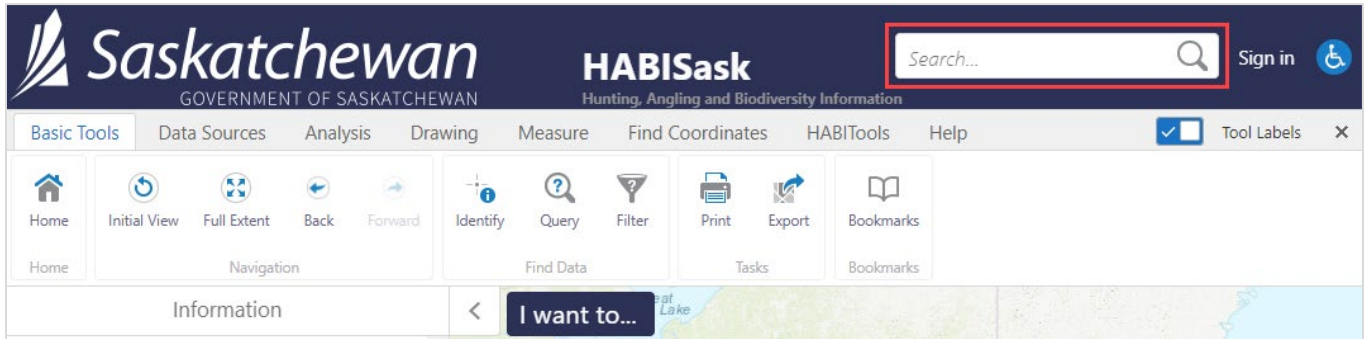 Saskatchewan
GOVERNMENT OF SASKATCHEWAN
HABISask
Hunting, Angling and Biodiversity Information
Search...
Sign in
Basic Tools Data Sources Analysis Drawing Measure Find Coordinates HABITools Help Tool Labels
Home Initial View Full Extent Back Forward Identify Query Filter Print Export Bookmarks
Home Navigation Find Data Tasks Bookmarks
Information
I want to...
Lake